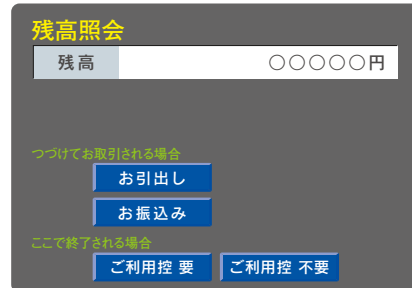 残高照会
残高 ○○○○○円
つづけてお取引される場合
お引出し
お振込み
ここで終了される場合
ご利用控 要 ご利用控 不要